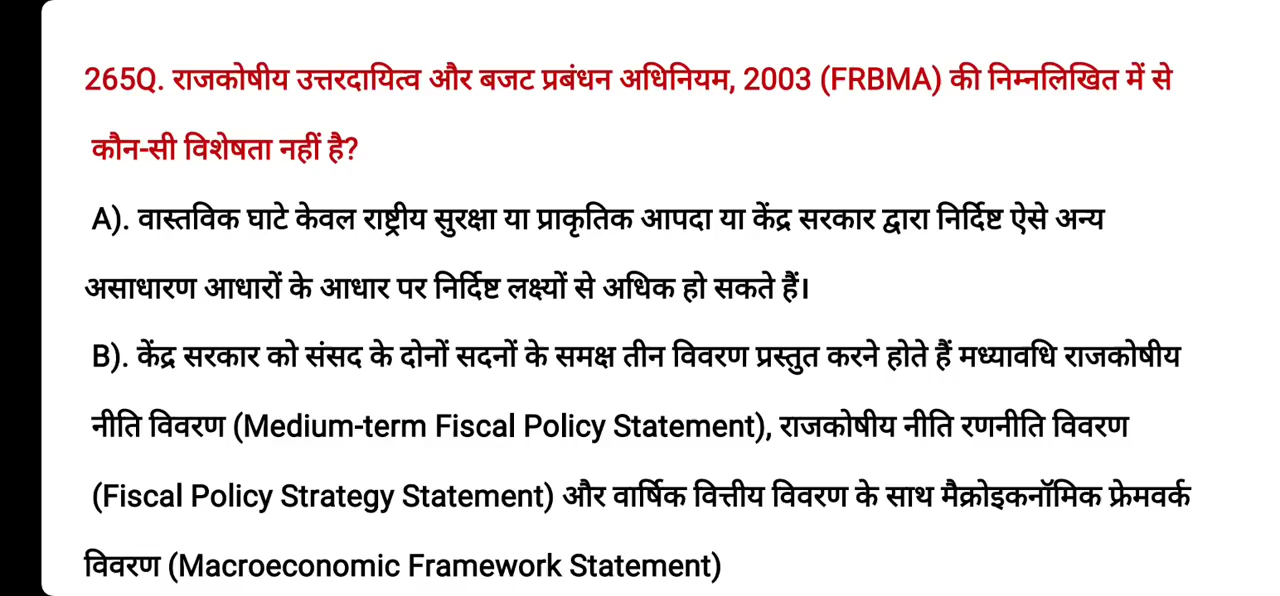 265Q. राजकोषीय उत्तरदायित्व और बजट प्रबंधन अधिनियम, 2003 (FRBMA) की निम्नलिखित में से
कौन-सी विशेषता नहीं है?
A). वास्तविक घाटे केवल राष्ट्रीय सुरक्षा या प्राकृतिक आपदा या केंद्र सरकार द्वारा निर्दिष्ट ऐसे अन्य
असाधारण आधारों के आधार पर निर्दिष्ट लक्ष्यों से अधिक हो सकते हैं।
B). केंद्र सरकार को संसद के दोनों सदनों के समक्ष तीन विवरण प्रस्तुत करने होते हैं मध्यावधि राजकोषीय
नीति विवरण (Medium-term Fiscal Policy Statement), राजकोषीय नीति रणनीति विवरण
(Fiscal Policy Strategy Statement) और वार्षिक वित्तीय विवरण के साथ मैक्रोइकनॉमिक फ्रेमवर्क
विवरण (Macroeconomic Framework Statement)